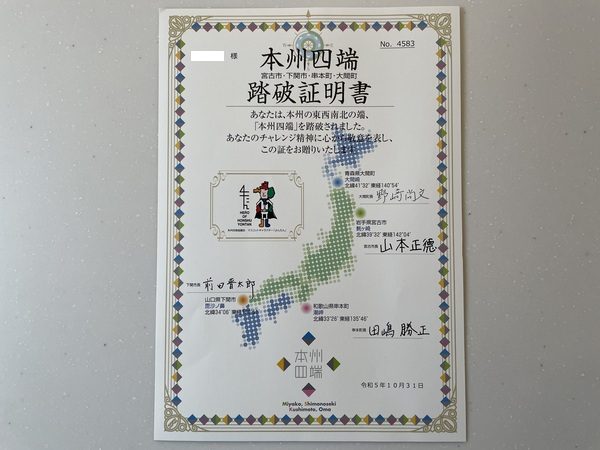 No. 4583
様
本州四端
宮古市・下関市・串本町・大間町
踏破証明書
あなたは、本州の東西南北の端、
「本州四端」を踏破されました。
あなたのチャレンジ精神に心から敬意を表し、
この証をお贈りいたします。
青森県大間町
大間崎
北緯41°32' 東経140°54'
大間町長 野﨑尚文
岩手県宮古市
魹ヶ崎
北緯39°32' 東経142°04'
宮古市長 山本正德
HERO
OF
HONSHU
YONTAN
下関市長 前田晋太郎
山口県下関市
毘沙ノ鼻
北緯34°06' 東経
和歌山県串本町
潮岬
北緯33°26' 東経135°46'
串本町長 田嶋勝正
本州
四端
令和5年10月31日
Miyako, Shimonoseki
Kushimoto, Oma